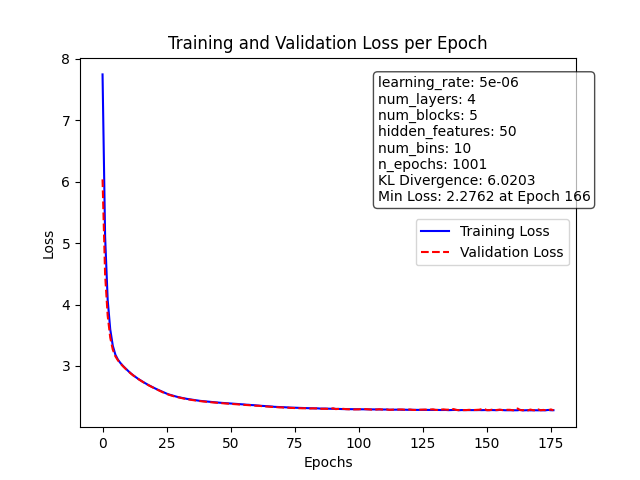 Training and Validation Loss per Epoch
8
7
6
5
4
3
Loss
learning_rate: 5e-06
num_layers: 4
num_blocks: 5
hidden_features: 50
num_bins: 10
n_epochs: 1001
KL Divergence: 6.0203
Min Loss: 2.2762 at Epoch 166
Training Loss
Validation Loss
0 25 50 75 100 125 150 175
Epochs